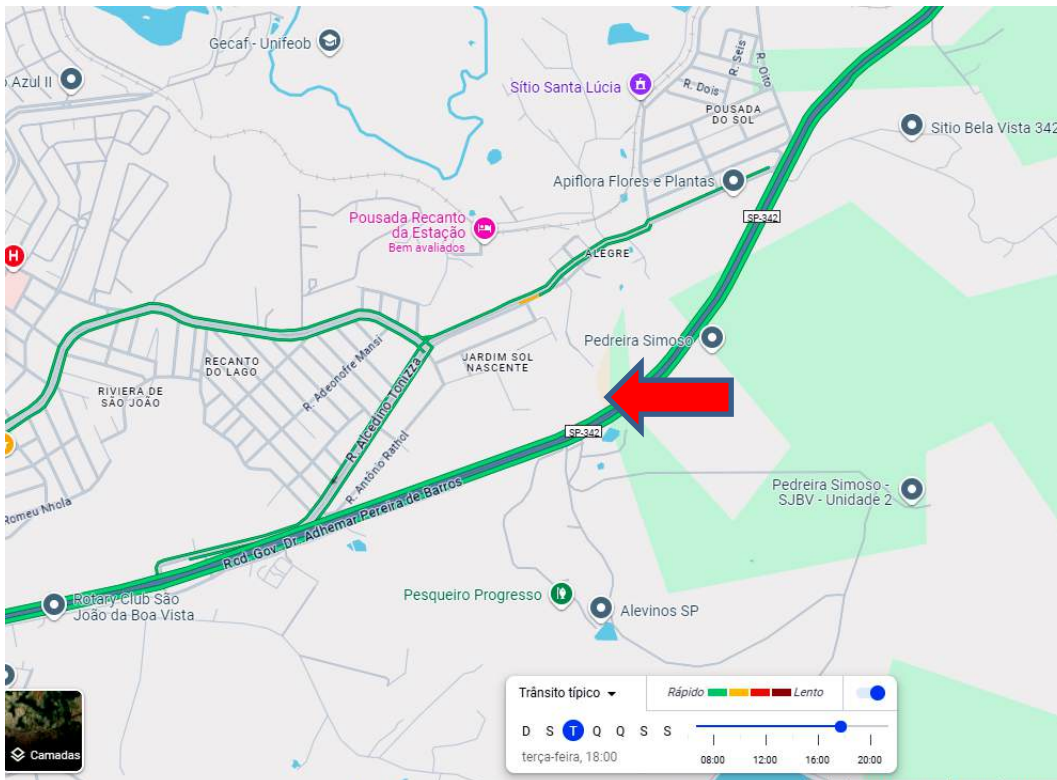 Gecaf - Unifeob
Azul II
Sítio Santa Lúcia
R. Seis
R. Oito
R. Dois
POUSADA
DO SOL
Sitio Bela Vista 342
Apiflora Flores e Plantas
Pousada Recanto
da Estação
Bem avaliados
SP-342
ALEGRE
H
Pedreira Simoso
RECANTO
DO LAGO
R. Adeonofre Mansi
JARDIM SOL
NASCENTE
RIVIERA DE
SÃO JOÃO
R. Alcedino Tonizza
SP-342
R. Antônio Rathol
Romeu Nhola
Rod. Gov. Dr. Adhemar Pereira de Barros
Pedreira Simoso -
SJBV - Unidade 2
Pesqueiro Progresso
Alevinos SP
Rotary Club São
João da Boa Vista
Trânsito típico
Rápido
Lento
D S T Q Q S S
terça-feira, 18:00
08:00 12:00 16:00 20:00
Camadas